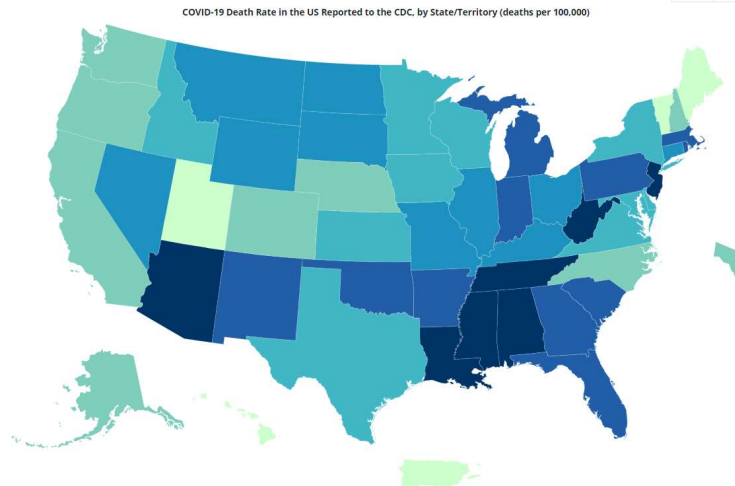 COVID-19 Death Rate in the US Reported to the CDC, by State/Territory (deaths per 100,000)